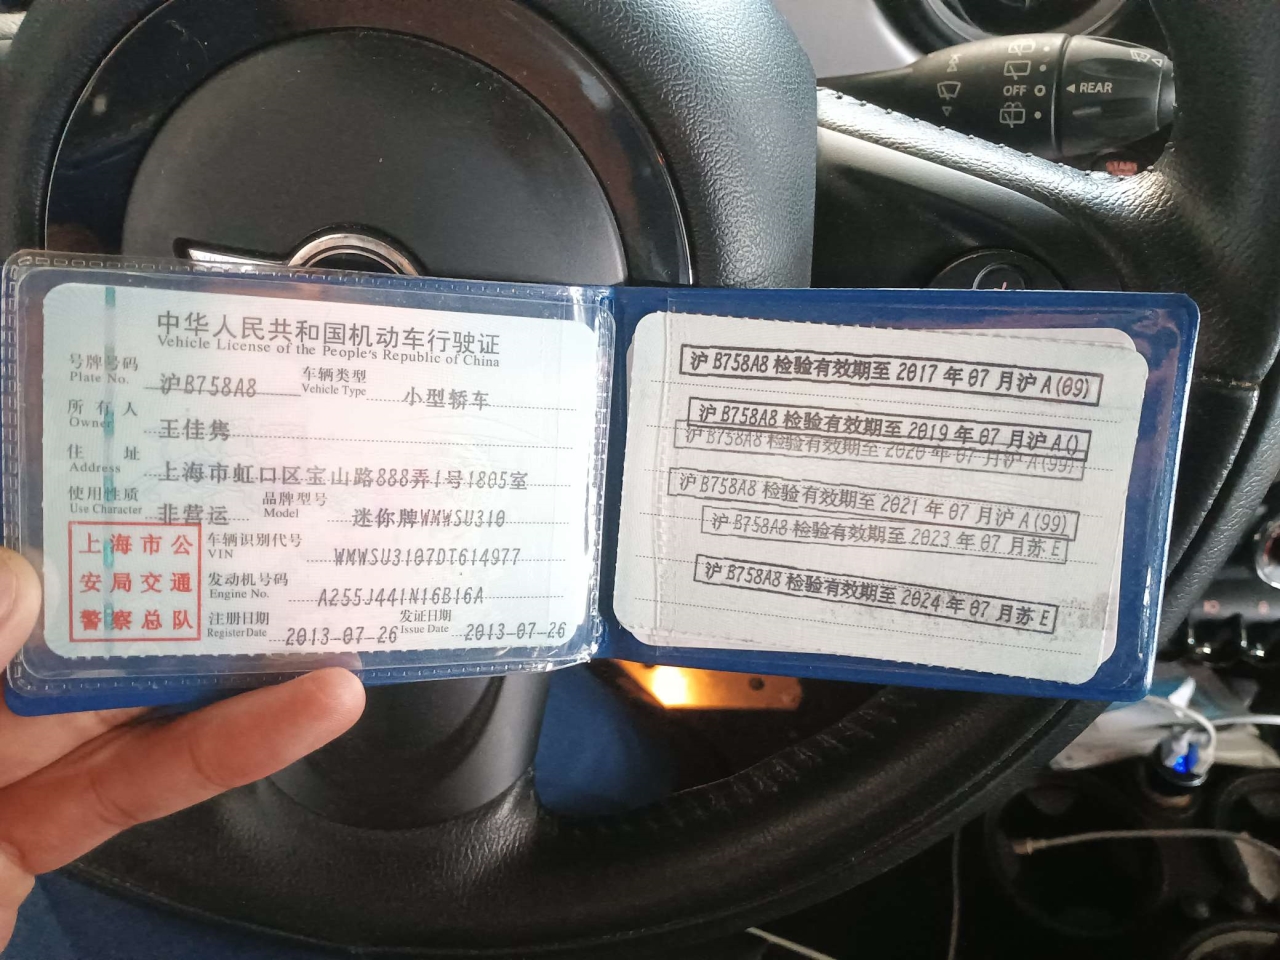 REAR
OFF
START
中华人民共和国机动车行驶证
Vehicle License of the People's Republic of China
号牌号码 沪B758A8 车辆类型 小型轿车
Plate No. Vehicle Type
所有人 王佳隽
Owner
住址 上海市虹口区宝山路888弄1号1805室
Address
使用性质 非营运 品牌型号 迷你牌WMWSU310
Use Character Model
上海市公
安局交通
警察总队
车辆识别代号 WMWSU3107DT614977
VIN
发动机号码 A255J441N16B16A
Engine No.
注册日期 2013-07-26 发证日期 2013-07-26
Register Date Issue Date
沪B758A8 检验有效期至 2017 年 07 月沪 A(09)
沪B758A8 检验有效期至 2019 年 07 月沪 A()
沪B758A8 检验有效期至 2020 年 07 月沪 A(99)
沪B758A8 检验有效期至 2021 年 07 月沪 A(99)
沪B758A8 检验有效期至 2023 年 07 月苏 E
沪B758A8 检验有效期至 2024 年 07 月苏 E